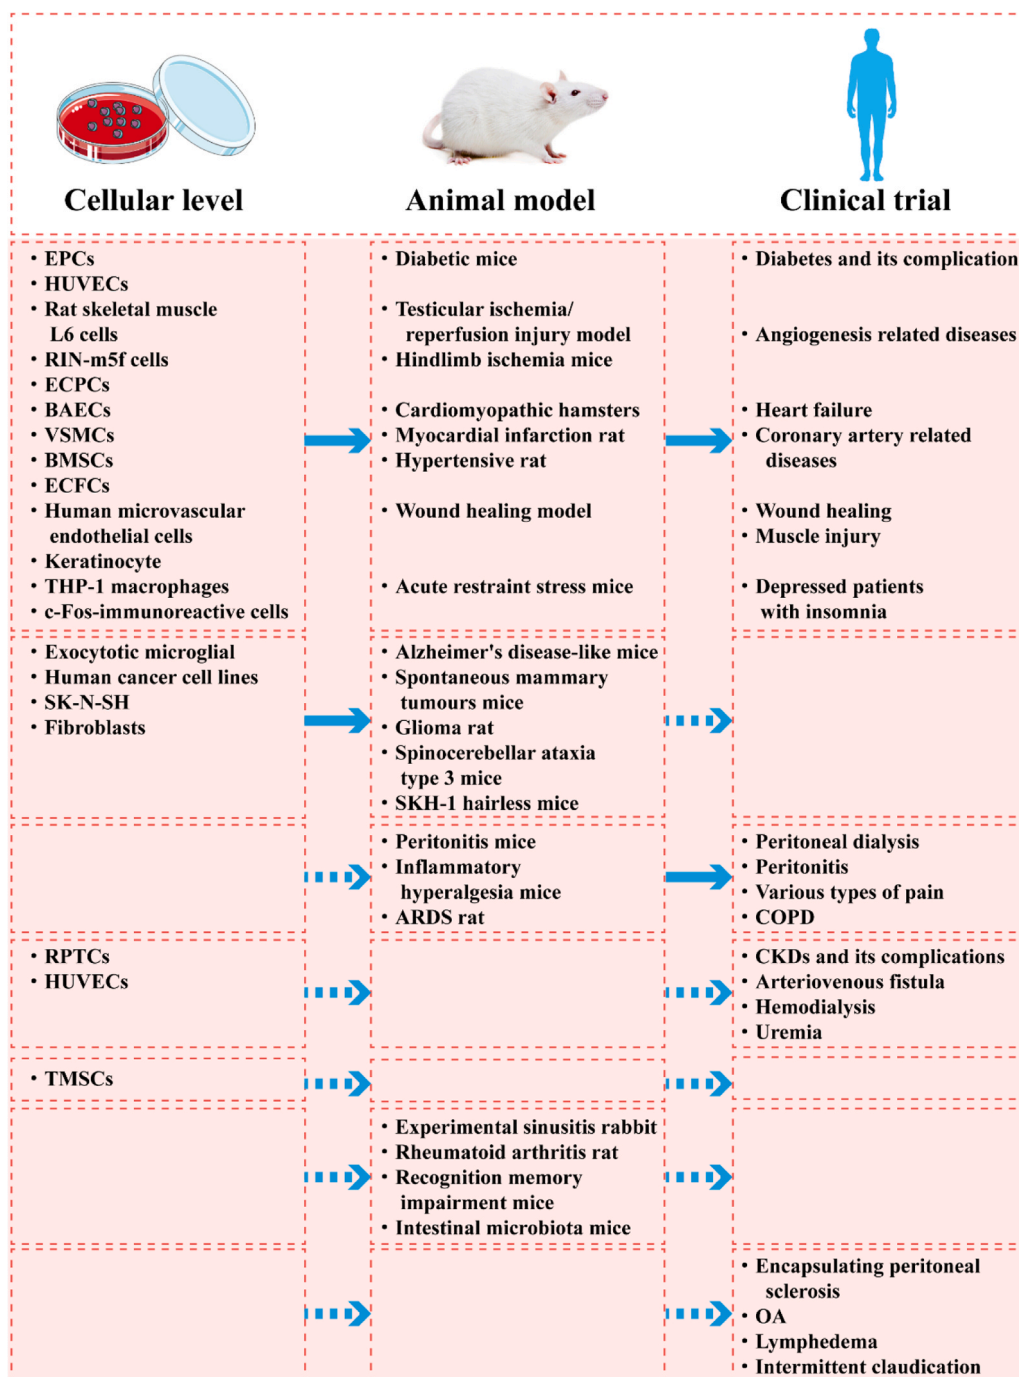 Cellular level
Animal model
Clinical trial
· EPCs
· HUVECs
· Rat skeletal muscle
L6 cells
· RIN-m5f cells
· ECPCs
· BAECs
· VSMCs
· BMSCs
· ECFCs
· Human microvascular
endothelial cells
· Keratinocyte
· THP-1 macrophages
· c-Fos-immunoreactive cells
· Diabetic mice
· Testicular ischemia/
reperfusion injury model
· Hindlimb ischemia mice
· Cardiomyopathic hamsters
· Myocardial infarction rat
· Hypertensive rat
· Wound healing model
· Acute restraint stress mice
· Diabetes and its complication
· Angiogenesis related diseases
· Heart failure
· Coronary artery related
diseases
· Wound healing
· Muscle injury
· Depressed patients
with insomnia
· Exocytotic microglial
· Human cancer cell lines
· SK-N-SH
· Fibroblasts
· Alzheimer's disease-like mice
· Spontaneous mammary
tumours mice
· Glioma rat
· Spinocerebellar ataxia
type 3 mice
· SKH-1 hairless mice
· Peritonitis mice
· Inflammatory
hyperalgesia mice
· ARDS rat
· Peritoneal dialysis
· Peritonitis
· Various types of pain
· COPD
· RPTCs
· HUVECs
· CKDs and its complications
· Arteriovenous fistula
· Hemodialysis
· Uremia
· TMSCs
· Experimental sinusitis rabbit
· Rheumatoid arthritis rat
· Recognition memory
impairment mice
· Intestinal microbiota mice
· Encapsulating peritoneal
sclerosis
· OA
· Lymphedema
· Intermittent claudication